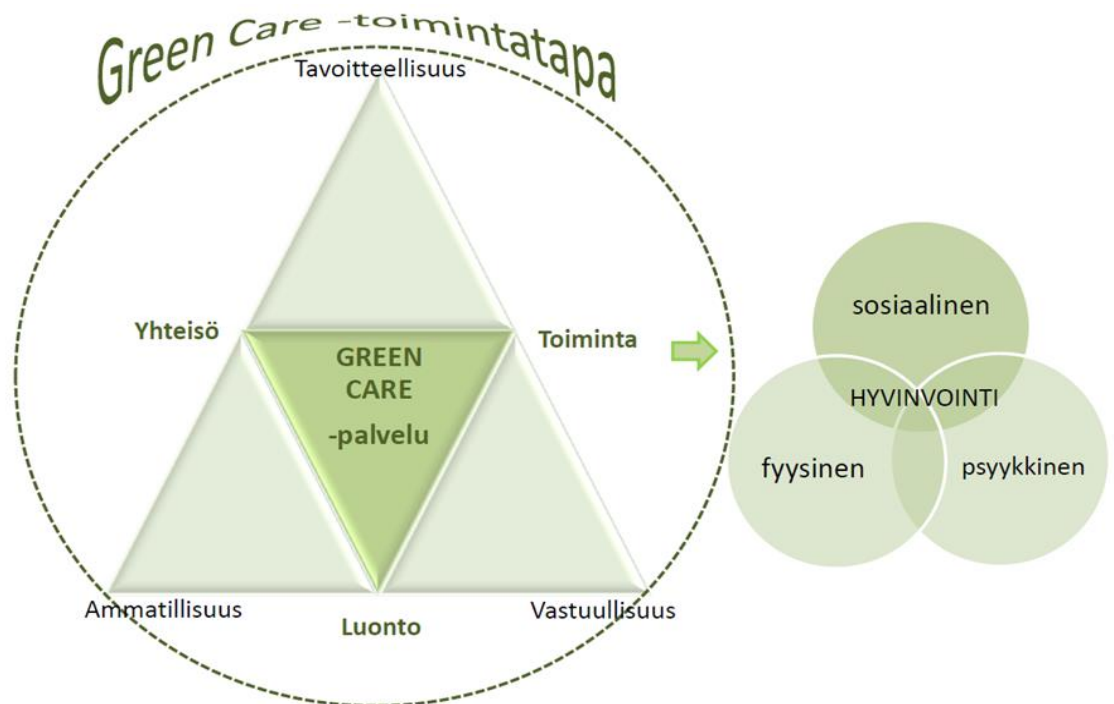 Green Care -toimintatapa
Tavoitteellisuus
Yhteisö
Toiminta
GREEN
CARE
-palvelu
Ammatillisuus
Luonto
Vastuullisuus
sosiaalinen
HYVINVOINTI
fyysinen
psyykkinen